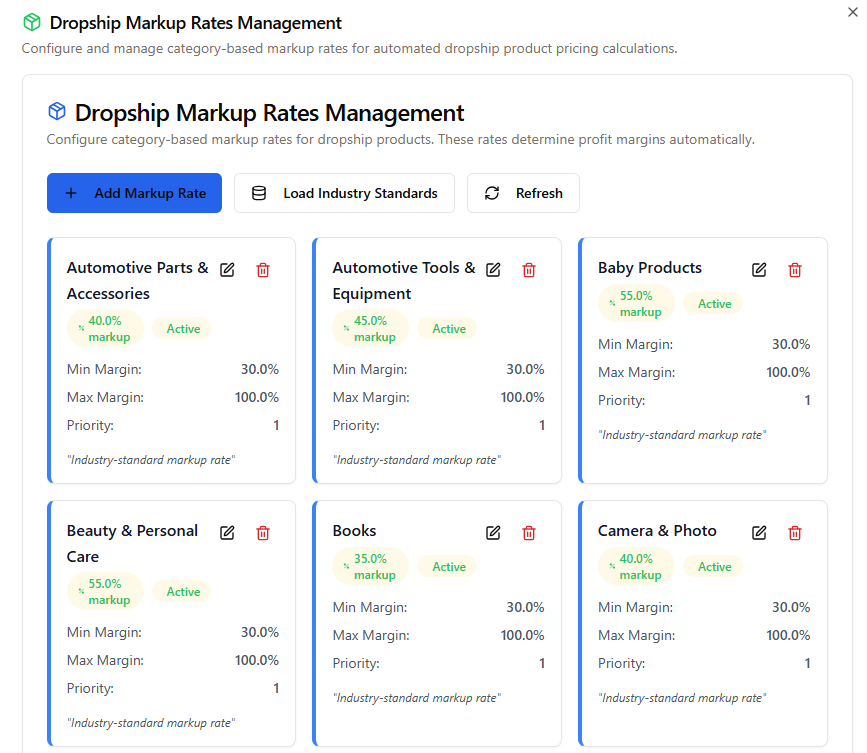 Dropship Markup Rates Management
Configure and manage category-based markup rates for automated dropship product pricing calculations.
Dropship Markup Rates Management
Configure category-based markup rates for dropship products. These rates determine profit margins automatically.
Add Markup Rate
Load Industry Standards
Refresh
Automotive Parts &
Accessories
40.0%
markup
Active
Min Margin: 30.0%
Max Margin: 100.0%
Priority: 1
"Industry-standard markup rate"
Automotive Tools &
Equipment
45.0%
markup
Active
Min Margin: 30.0%
Max Margin: 100.0%
Priority: 1
"Industry-standard markup rate"
Baby Products
55.0%
markup
Active
Min Margin: 30.0%
Max Margin: 100.0%
Priority: 1
"Industry-standard markup rate"
Beauty & Personal
Care
55.0%
markup
Active
Min Margin: 30.0%
Max Margin: 100.0%
Priority: 1
"Industry-standard markup rate"
Books
35.0%
markup
Active
Min Margin: 30.0%
Max Margin: 100.0%
Priority: 1
"Industry-standard markup rate"
Camera & Photo
40.0%
markup
Active
Min Margin: 30.0%
Max Margin: 100.0%
Priority: 1
"Industry-standard markup rate"